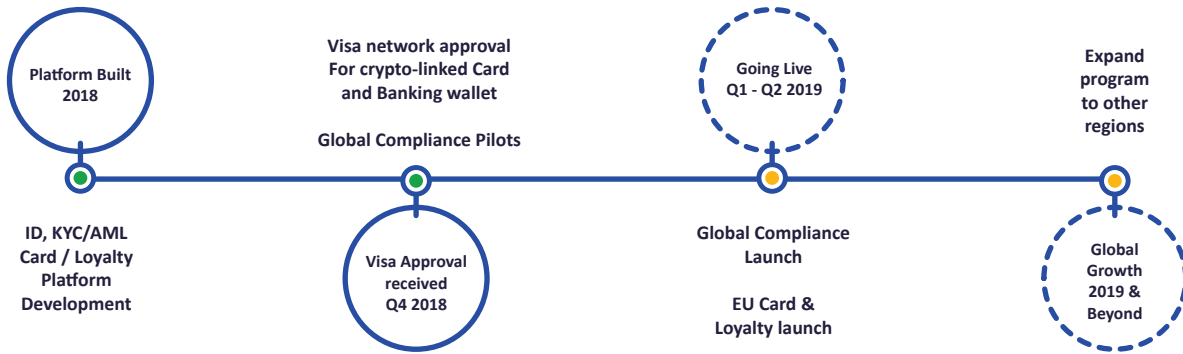 Platform Built
2018
ID, KYC/AML
Card / Loyalty
Platform
Development
Visa network approval
For crypto-linked Card
and Banking wallet
Global Compliance Pilots
Visa Approval
received
Q4 2018
Going Live
Q1 - Q2 2019
Global Compliance
Launch
EU Card &
Loyalty launch
Expand
program
to other
regions
Global
Growth
2019 &
Beyond